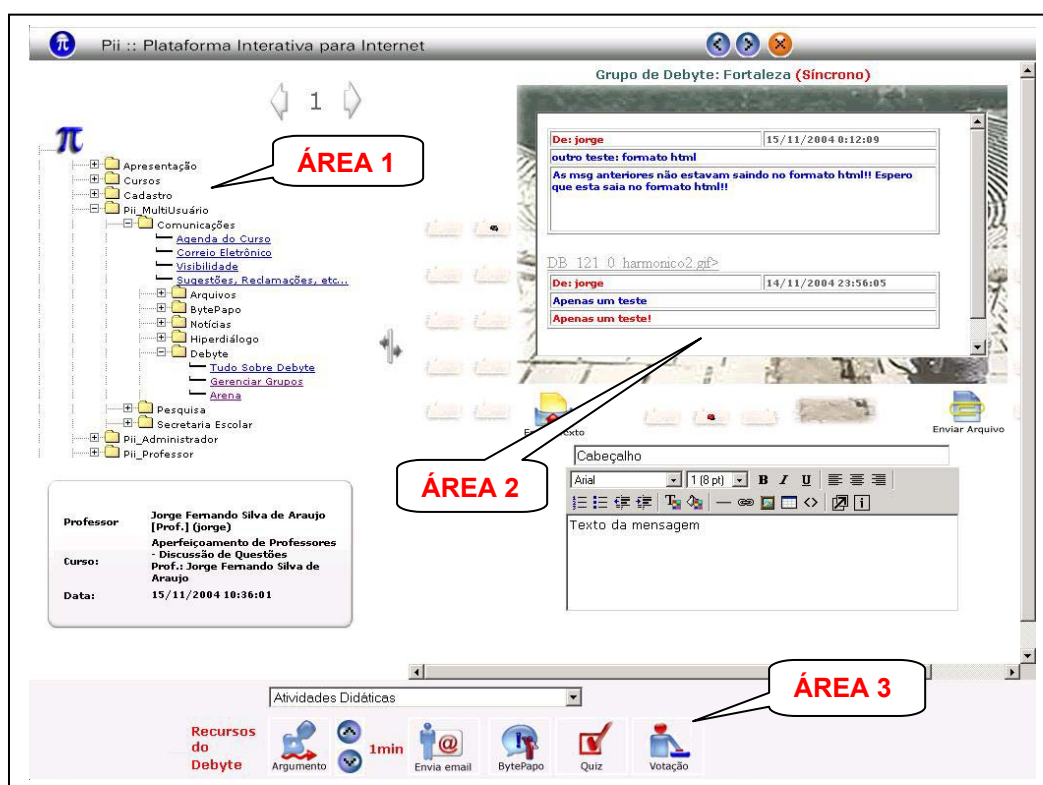 Pii :: Plataforma Interativa para Internet
Grupo de Debyte: Fortaleza (Síncrono)
1
ÁREA 1
Apresentação
Cursos
Cadastro
Pii_MultiUsuário
Comunicações
Agenda do Curso
Correio Eletrônico
Visibilidade
Sugestões, Reclamações, etc...
Arquivos
BytePapo
Notícias
Hiperdiálogo
Debyte
Tudo Sobre Debyte
Gerenciar Grupos
Arena
Pesquisa
Secretaria Escolar
Pii_Administrador
Pii_Professor
De: jorge 15/11/2004 0:12:09
outro teste: formato html
As msg anteriores não estavam saindo no formato html!! Espero
que esta saia no formato html!!
DB_121_0_harmonico2.gif>
De: jorge 14/11/2004 23:56:05
Apenas um teste
Apenas um teste!
Enviar Arquivo
ÁREA 2
Cabeçalho
Arial 1 (8 pt) B I U
Texto da mensagem
Professor Jorge Fernando Silva de Araujo
[Prof.] (jorge)
Curso: Aperfeiçoamento de Professores
- Discussão de Questões
Prof.: Jorge Fernando Silva de
Araujo
Data: 15/11/2004 10:36:01
ÁREA 3
Atividades Didáticas
Recursos
do
Debyte
Argumento
1min
Envia email
BytePapo
Quiz
Votação